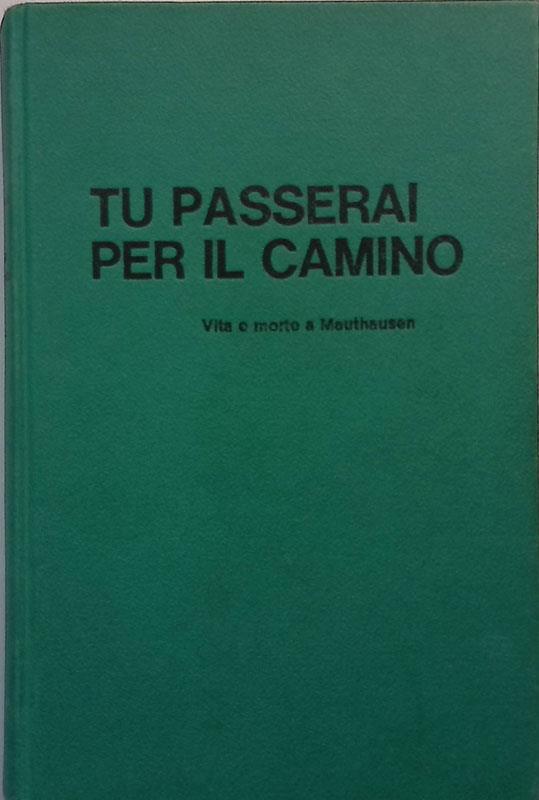 TU PASSERAI
PER IL CAMINO
Vita e morte a Mauthausen